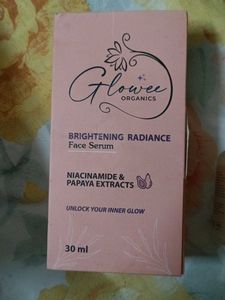 Glowee
ORGANICS
BRIGHTENING RADIANCE
Face Serum
NIACINAMIDE &
PAPAYA EXTRACTS
UNLOCK YOUR INNER GLOW
30 ml